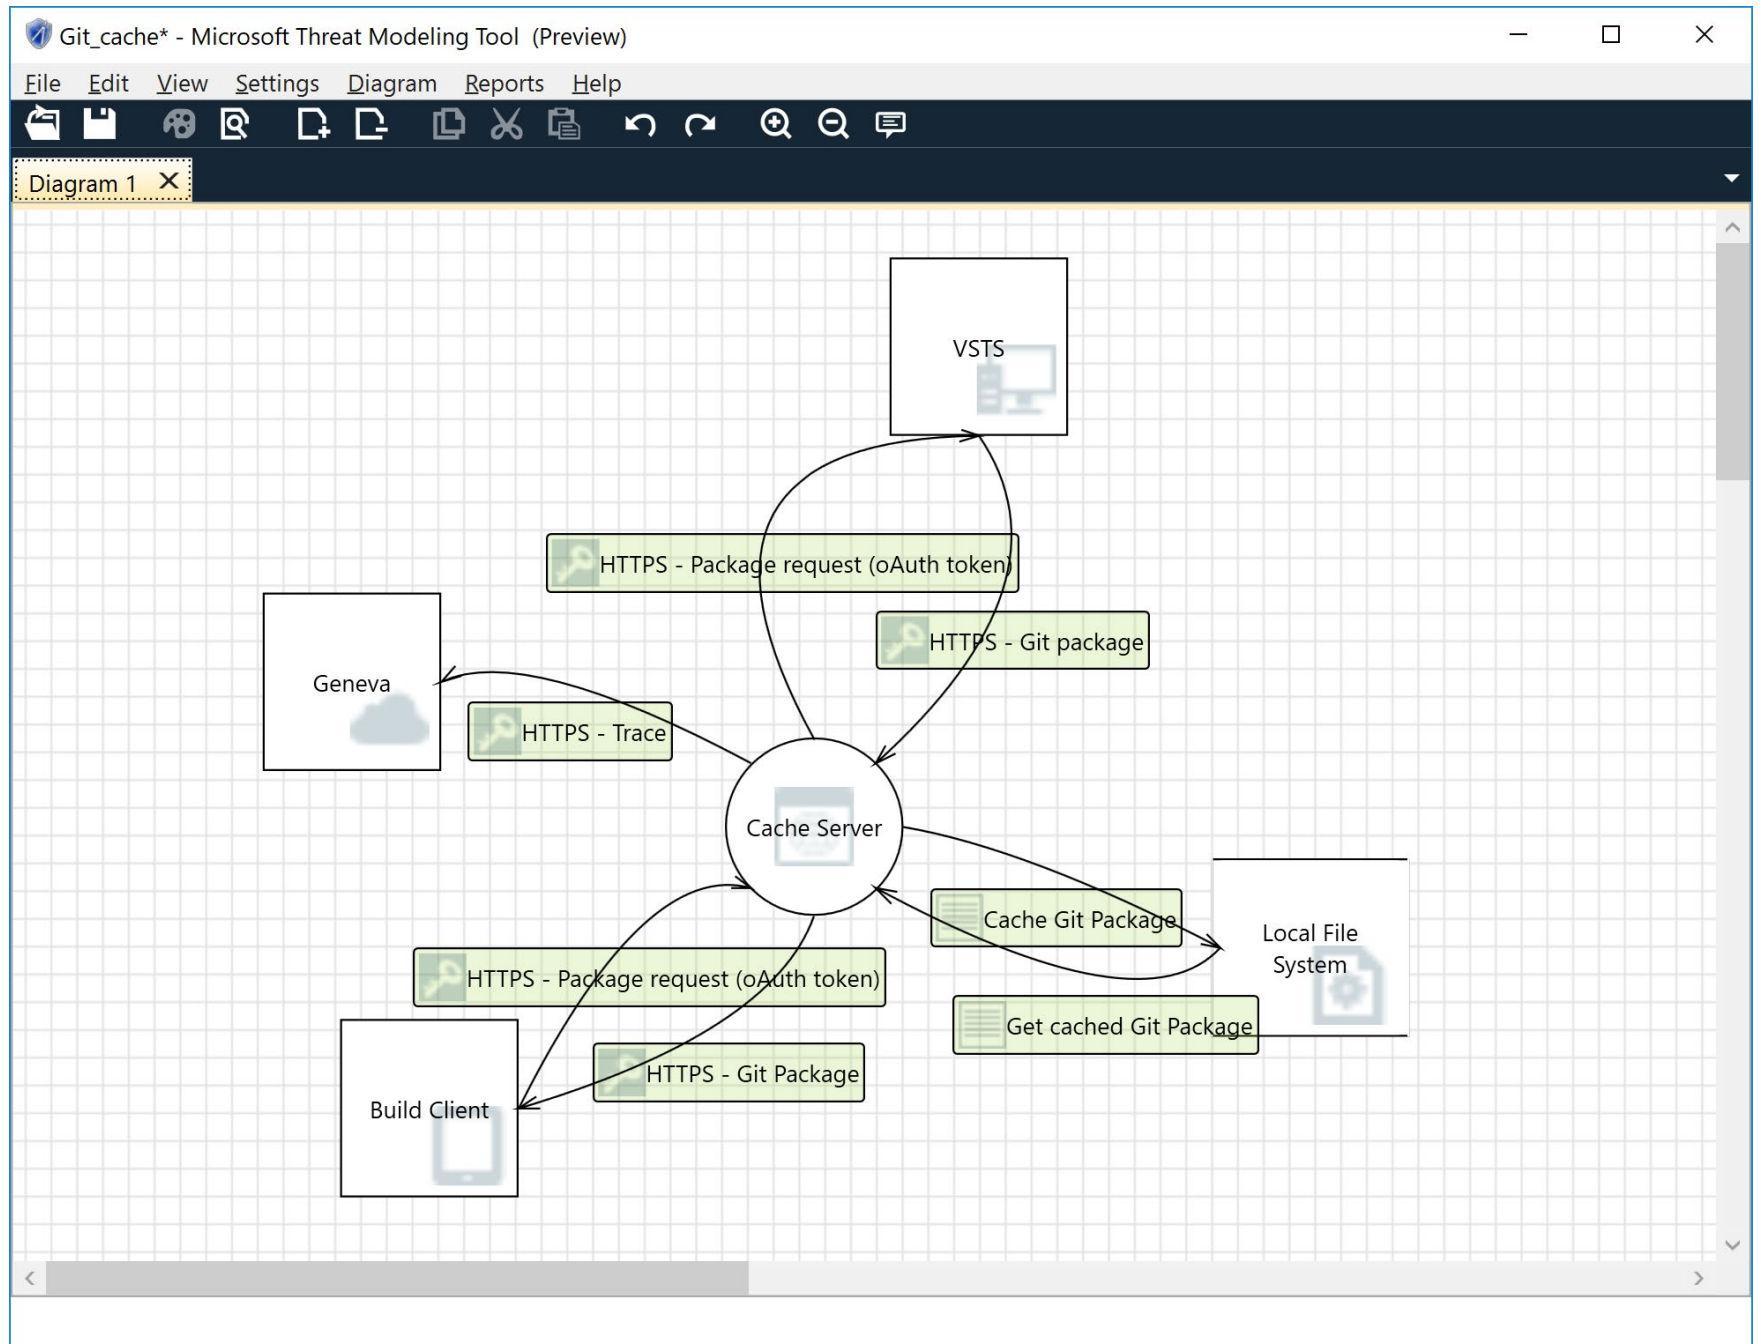 Git_cache* - Microsoft Threat Modeling Tool  (Preview)
File Edit View Settings Diagram Reports Help
Diagram 1
VSTS
HTTPS - Package request (oAuth token)
HTTPS - Git package
Geneva
HTTPS - Trace
Cache Server
Cache Git Package
Local File
System
HTTPS - Package request (oAuth token)
Get cached Git Package
HTTPS - Git Package
Build Client